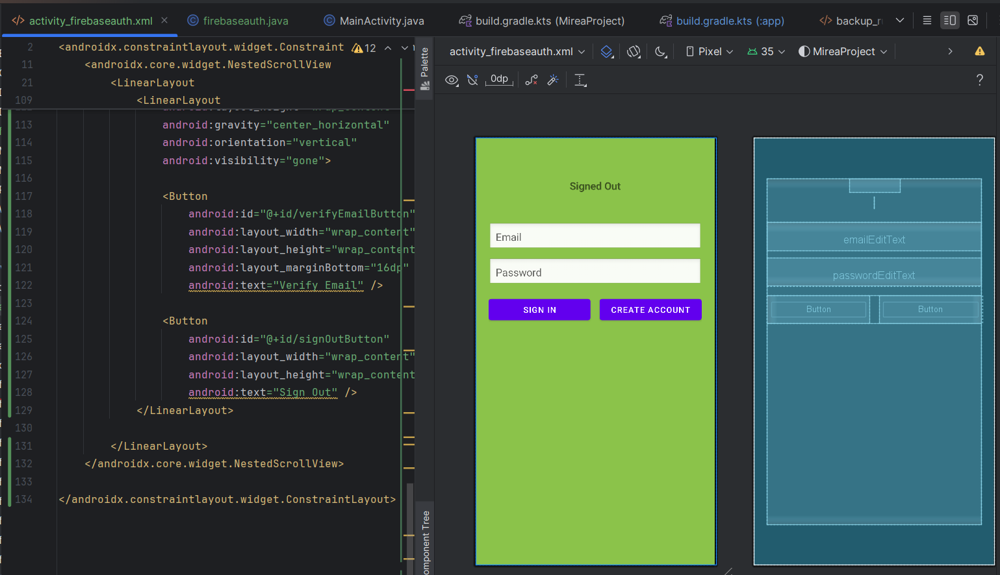 activity_firebaseauth.xml
firebaseauth.java
MainActivity.java
build.gradle.kts (MireaProject)
build.gradle.kts (:app)
backup_r
2 <androidx.constraintlayout.widget.Constraint
12
11 <androidx.core.widget.NestedScrollView
21 <LinearLayout
109 <LinearLayout
113 android:gravity="center_horizontal"
114 android:orientation="vertical"
115 android:visibility="gone">
116
117 <Button
118 android:id="@+id/verifyEmailButton"
119 android:layout_width="wrap_content"
120 android:layout_height="wrap_content
121 android:layout_marginBottom="16dp"
122 android:text="Verify Email" />
123
124 <Button
125 android:id="@+id/signOutButton"
126 android:layout_width="wrap_content"
127 android:layout_height="wrap_content
128 android:text="Sign Out" />
129 </LinearLayout>
130
131 </LinearLayout>
132 </androidx.core.widget.NestedScrollView>
133
134 </androidx.constraintlayout.widget.ConstraintLayout>
Palette
omponent Tree
activity_firebaseauth.xml
Pixel
35
MireaProject
0dp
?
Signed Out
Email
Password
SIGN IN
CREATE ACCOUNT
emailEditText
passwordEditText
Button
Button